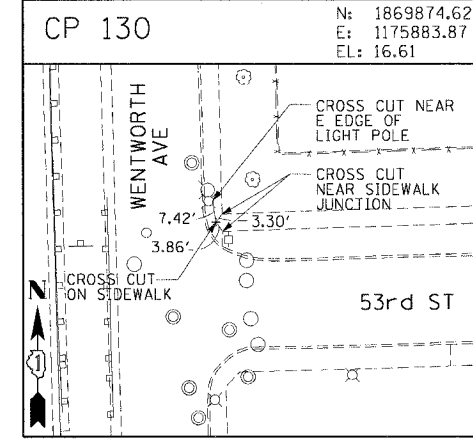 CP 130
N: 1869874.62
E: 1175883.87
EL: 16.61
WENTWORTH
AVE
CROSS CUT NEAR
E EDGE OF
LIGHT POLE
CROSS CUT
NEAR SIDEWALK
JUNCTION
7.42'
3.30'
3.86'
CROSS CUT
ON SIDEWALK
N
1
53rd ST